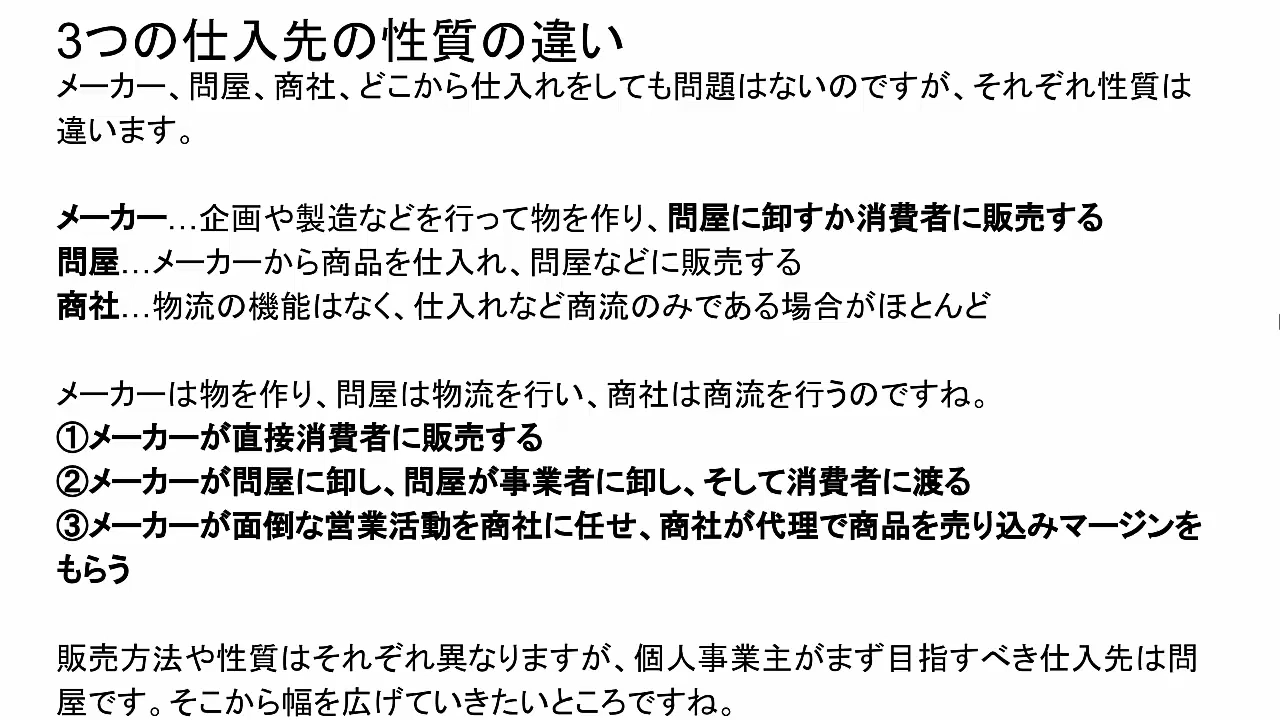 3つの仕入先の性質の違い
メーカー、問屋、商社、どこから仕入れをしても問題はないのですが、それぞれ性質は
違います。
メーカー…企画や製造などを行って物を作り、問屋に卸すか消費者に販売する
問屋…メーカーから商品を仕入れ、問屋などに販売する
商社…物流の機能はなく、仕入れなど商流のみである場合がほとんど
メーカーは物を作り、問屋は物流を行い、商社は商流を行うのですね。
①メーカーが直接消費者に販売する
②メーカーが問屋に卸し、問屋が事業者に卸し、そして消費者に渡る
③メーカーが面倒な営業活動を商社に任せ、商社が代理で商品を売り込みマージンを
もらう
販売方法や性質はそれぞれ異なりますが、個人事業主がまず目指すべき仕入先は問
屋です。そこから幅を広げていきたいところですね。